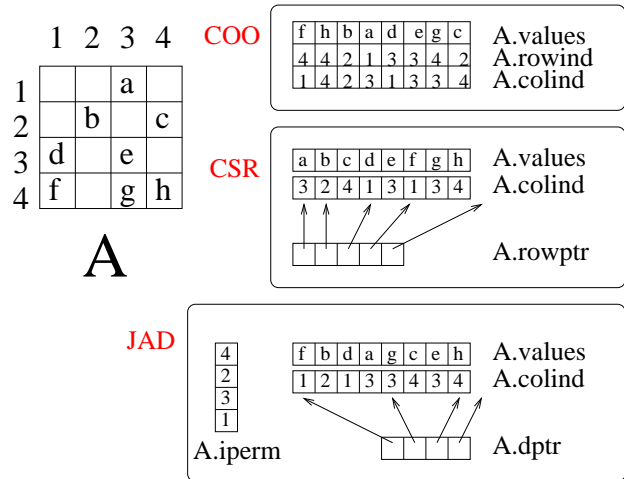 1 2 3 4
1 a
2 b c
3 d e
4 f g h
A
COO
f h b a d e g c A.values
4 4 2 1 3 3 4 2 A.rowind
1 4 2 3 1 3 3 4 A.colind
CSR
a b c d e f g h A.values
3 2 4 1 3 1 3 4 A.colind
A.rowptr
JAD
4
2
3
1
A.iperm
f b d a g c e h A.values
1 2 1 3 3 4 3 4 A.colind
A.dptr